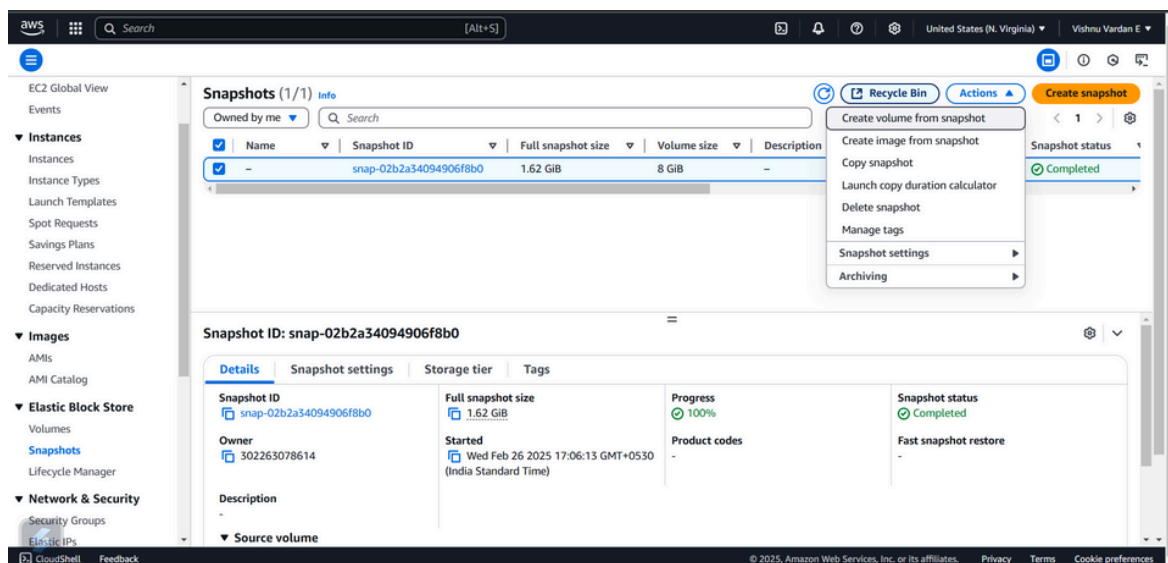 aws
Search
[Alt+S]
United States (N. Virginia)
Vishnu Vardan E
EC2 Global View
Events
Instances
Instances
Instance Types
Launch Templates
Spot Requests
Savings Plans
Reserved Instances
Dedicated Hosts
Capacity Reservations
Images
AMIs
AMI Catalog
Elastic Block Store
Volumes
Snapshots
Lifecycle Manager
Network & Security
Security Groups
Elastic IPs
Snapshots (1/1) Info
Recycle Bin
Actions
Create snapshot
Owned by me
Search
1
Name
Snapshot ID
Full snapshot size
Volume size
Description
Snapshot status
–
snap-02b2a34094906f8b0
1.62 GiB
8 GiB
–
Completed
Create volume from snapshot
Create image from snapshot
Copy snapshot
Launch copy duration calculator
Delete snapshot
Manage tags
Snapshot settings
Archiving
Snapshot ID: snap-02b2a34094906f8b0
Details
Snapshot settings
Storage tier
Tags
Snapshot ID
snap-02b2a34094906f8b0
Full snapshot size
1.62 GiB
Progress
100%
Snapshot status
Completed
Owner
302263078614
Started
Wed Feb 26 2025 17:06:13 GMT+0530
(India Standard Time)
Product codes
-
Fast snapshot restore
-
Description
-
Source volume
CloudShell
Feedback
© 2025, Amazon Web Services, Inc. or its affiliates.
Privacy
Terms
Cookie preferences